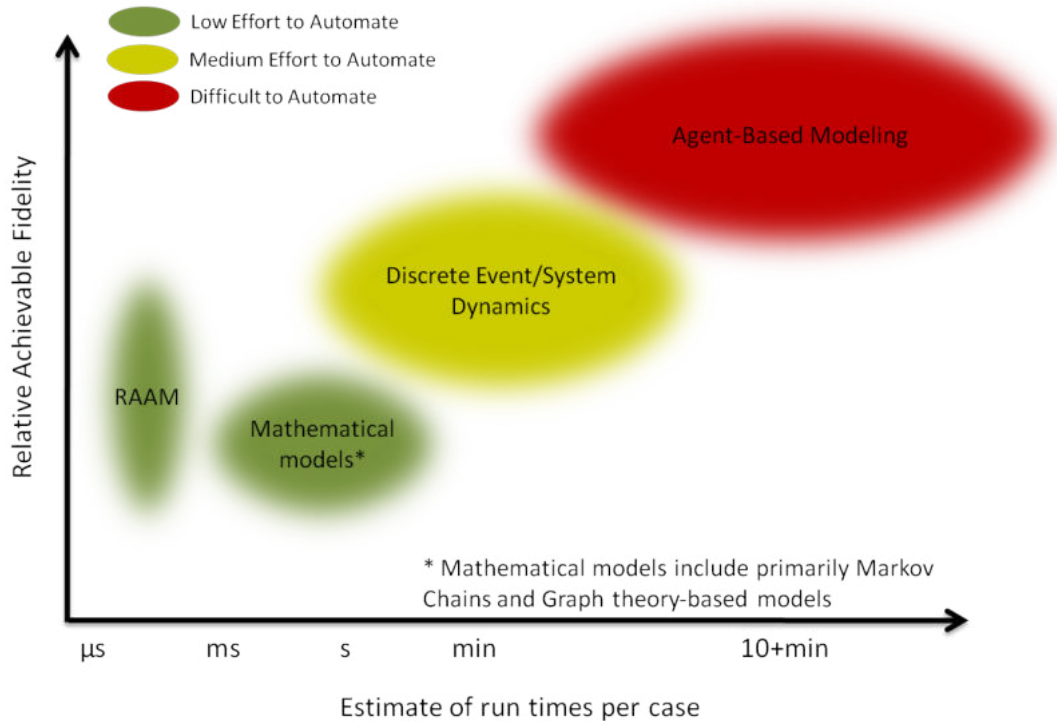 Low Effort to Automate
Medium Effort to Automate
Difficult to Automate
Relative Achievable Fidelity
Agent-Based Modeling
Discrete Event/System
Dynamics
RAAM
Mathematical
models*
* Mathematical models include primarily Markov
Chains and Graph theory-based models
μs ms s min 10+min
Estimate of run times per case